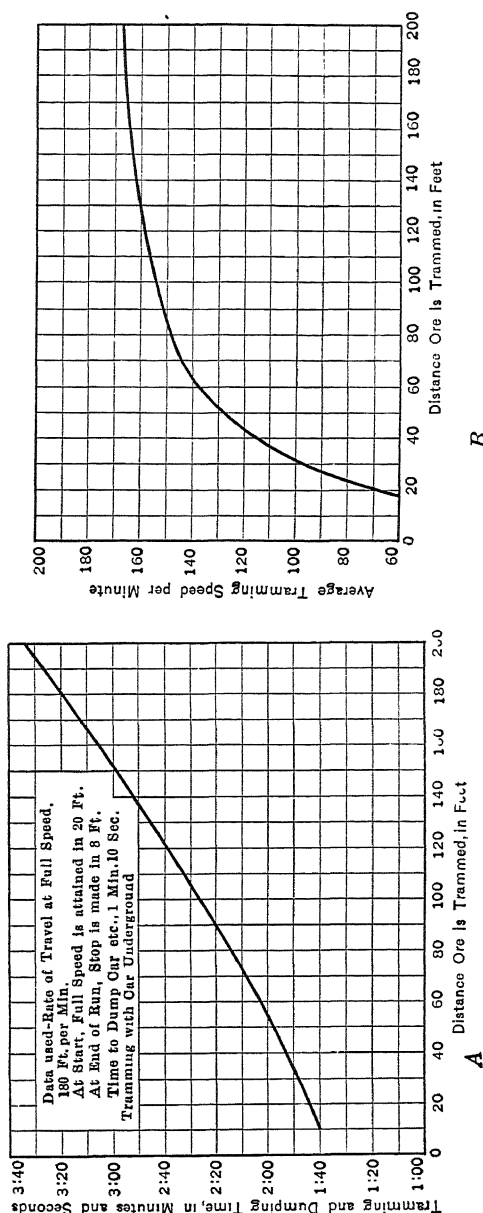 Tramming and Dumping Time, in Minutes and Seconds
3:40
3:20
3:00
2:40
2:20
2:00
1:40
1:20
1:00
Data used-Rate of Travel at Full Speed,
180 Ft. per Min.
At Start, Full Speed is attained in 20 Ft.
At End of Run, Stop is made in 8 Ft.
Time to Dump Car etc., 1 Min. 10 Sec.
Tramming with Car Underground
0 20 40 60 80 100 120 140 180
Distance Ore Is Trammed, in Feet
A
Average Tramming Speed per Minute
200
180
160
140
120
100
80
60
0 20 40 60 80 100 120 140 160 180 200
Distance Ore Is Trammed, in Feet
B